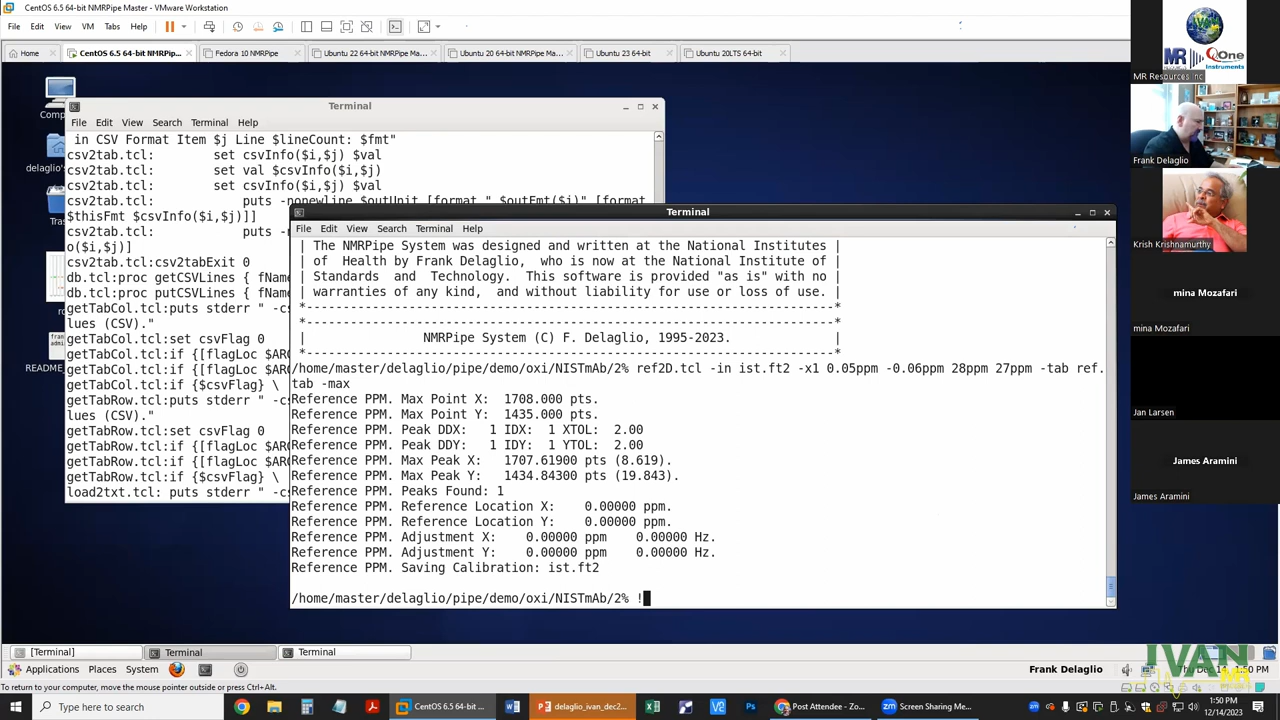 CentOS 6.5 64-bit NMRPipe Master - VMware Workstation
File Edit View VM Tabs Help
Home CentOS 6.5 64-bit NMRPip... Fedora 10 NMRPipe Ubuntu 22 64-bit NMRPipe Mas... Ubuntu 20 64-bit NMRPipe Ma... Ubuntu 23 64-bit Ubuntu 20LTS 64-bit
Comp
delaglio's
Tras
README_
Terminal
File Edit View Search Terminal Help
in CSV Format Item $j Line $lineCount: $fmt"
csv2tab.tcl: set csvInfo($i,$j) $val
csv2tab.tcl: set val $csvInfo($i,$j)
csv2tab.tcl: set csvInfo($i,$j) $val
csv2tab.tcl: puts -nonewline $outUnit [format " $outFmt($i)" [format
$thisFmt $csvInfo($i,$j)]]
csv2tab.tcl: puts -n
o($i,$j)]
csv2tab.tcl:csv2tabExit 0
db.tcl:proc getCSVLines { fName
db.tcl:proc putCSVLines { fName
getTabCol.tcl:puts stderr " -cs
lues (CSV)."
getTabCol.tcl:set csvFlag 0
getTabCol.tcl:if {[flagLoc $ARG
getTabCol.tcl:if {[flagLoc $ARG
getTabCol.tcl:if {$csvFlag} \
getTabRow.tcl:puts stderr " -cs
lues (CSV)."
getTabRow.tcl:set csvFlag 0
getTabRow.tcl:if {[flagLoc $ARG
getTabRow.tcl:if {[flagLoc $ARG
getTabRow.tcl:if {$csvFlag} \
load2txt.tcl: puts stderr " -cs
Terminal
File Edit View Search Terminal Help
| The NMRPipe System was designed and written at the National Institutes |
| of Health by Frank Delaglio, who is now at the National Institute of |
| Standards and Technology. This software is provided "as is" with no |
| warranties of any kind, and without liability for use or loss of use. |
*----------------------------------------------------------------------*
*----------------------------------------------------------------------*
| NMRPipe System (C) F. Delaglio, 1995-2023. |
*----------------------------------------------------------------------*
/home/master/delaglio/pipe/demo/oxi/NISTmAb/2% ref2D.tcl -in ist.ft2 -x1 0.05ppm -0.06ppm 28ppm 27ppm -tab ref.
tab -max
Reference PPM. Max Point X: 1708.000 pts.
Reference PPM. Max Point Y: 1435.000 pts.
Reference PPM. Peak DDX: 1 IDX: 1 XTOL: 2.00
Reference PPM. Peak DDY: 1 IDY: 1 YTOL: 2.00
Reference PPM. Max Peak X: 1707.61900 pts (8.619).
Reference PPM. Max Peak Y: 1434.84300 pts (19.843).
Reference PPM. Peaks Found: 1
Reference PPM. Reference Location X: 0.00000 ppm.
Reference PPM. Reference Location Y: 0.00000 ppm.
Reference PPM. Adjustment X: 0.00000 ppm 0.00000 Hz.
Reference PPM. Adjustment Y: 0.00000 ppm 0.00000 Hz.
Reference PPM. Saving Calibration: ist.ft2
/home/master/delaglio/pipe/demo/oxi/NISTmAb/2% !
MR QOne
Instruments
MR Resources Inc
Frank Delaglio
Krish Krishnamurthy
mina Mozafari
mina Mozafari
Jan Larsen
James Aramini
James Aramini
[Terminal] Terminal Terminal
Applications Places System Frank Delaglio 1:50 PM
IVAN
To return to your computer, move the mouse pointer outside or press Ctrl+Alt.
Type here to search CentOS 6.5 64-bit ... delaglio_ivan_dec2... Post Attendee - Zo... Screen Sharing Me...
1:50 PM
12/14/2023